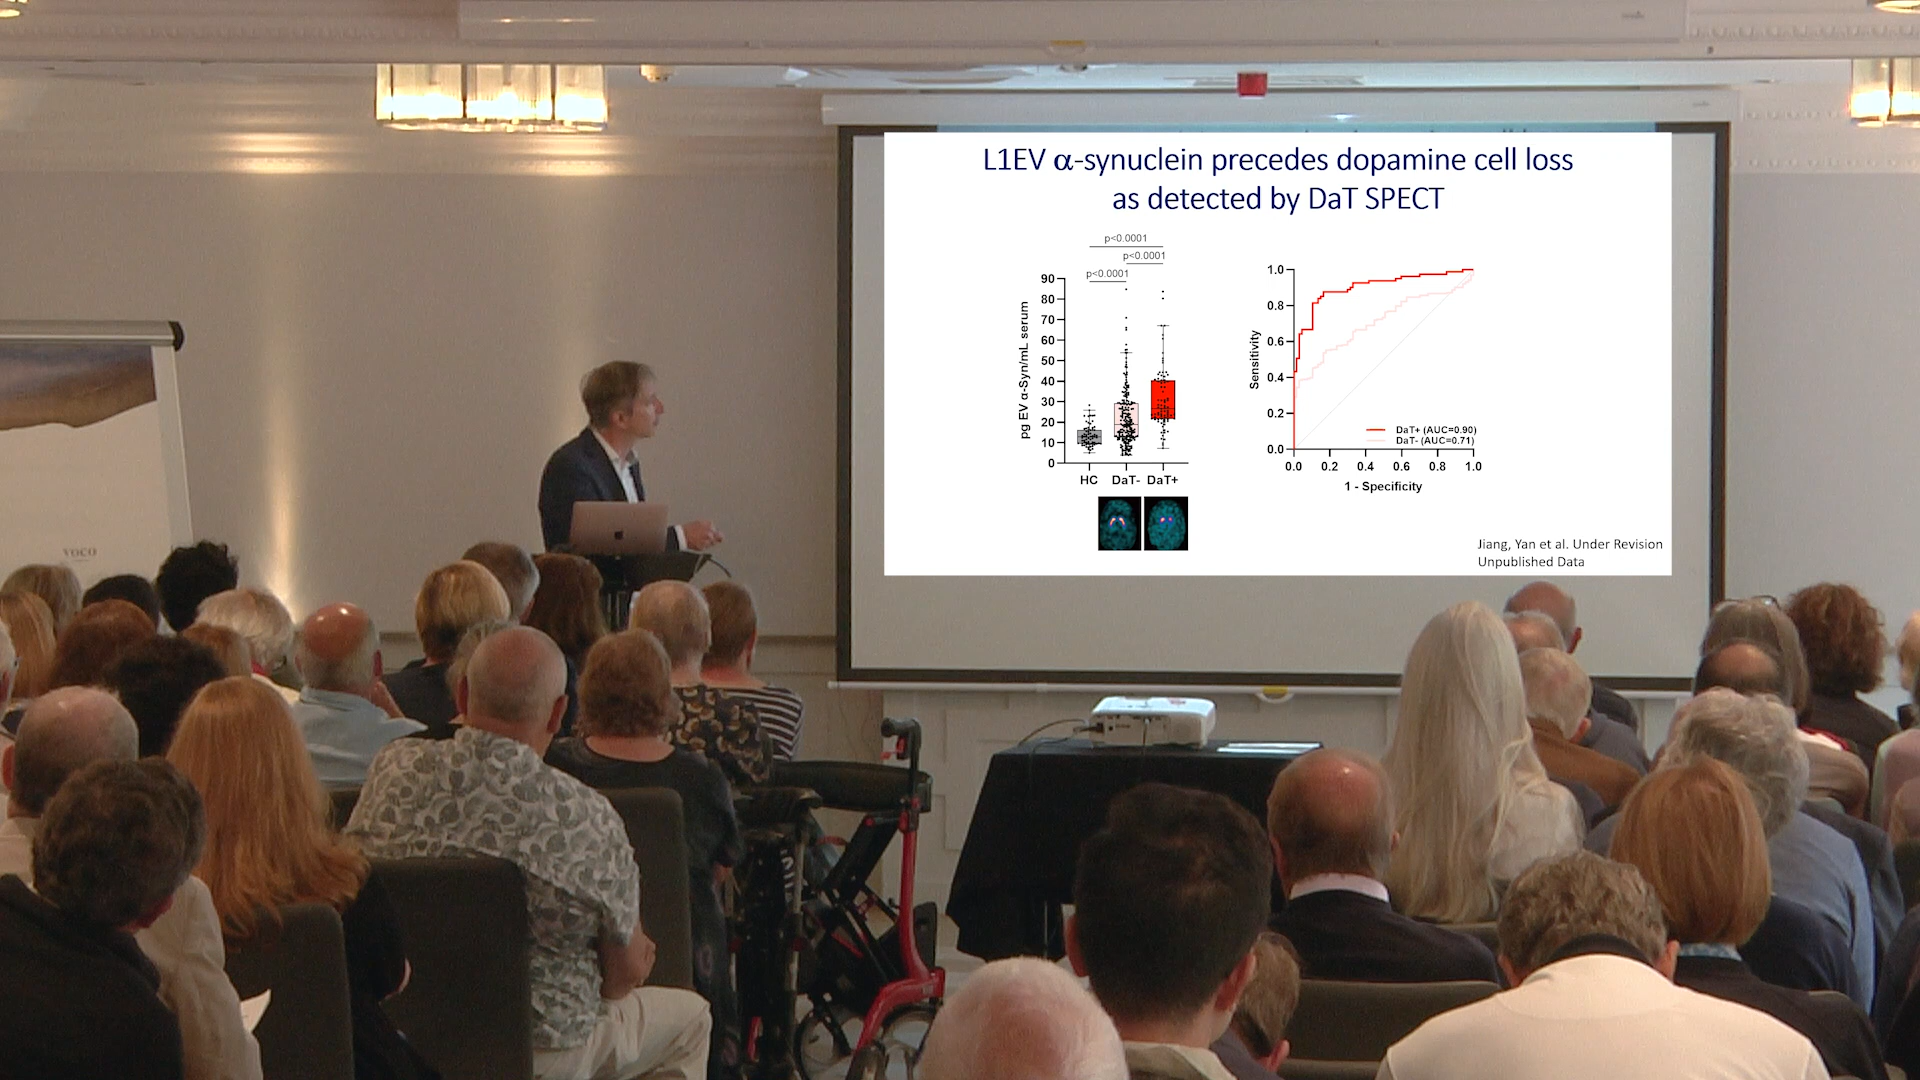 L1EV α-synuclein precedes dopamine cell loss
as detected by DaT SPECT
p<0.0001
p<0.0001
p<0.0001
90
80
70
60
50
40
30
20
10
0
pg EV α-Syn/mL serum
HC DaT- DaT+
1.0
0.8
0.6
0.4
0.2
0.0
Sensitivity
DaT+ (AUC=0.90)
DaT- (AUC=0.71)
0.0 0.2 0.4 0.6 0.8 1.0
1 - Specificity
Jiang, Yan et al. Under Revision
Unpublished Data
voco